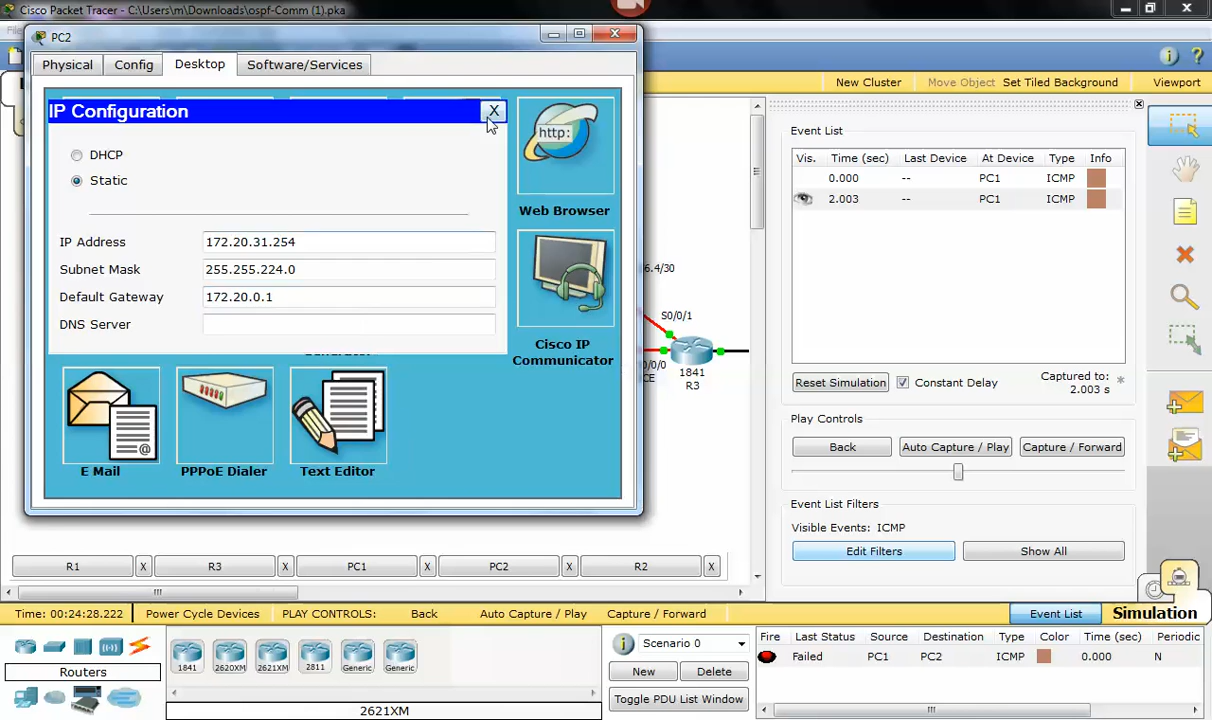 Cisco Packet Tracer - C:\Users\m\Downloads\ospf-Comm (1).pka
PC2
Physical
Config
Desktop
Software/Services
New Cluster
Move Object
Set Tiled Background
Viewport
IP Configuration
X
DHCP
Static
IP Address
172.20.31.254
Subnet Mask
255.255.224.0
Default Gateway
172.20.0.1
DNS Server
http:
Web Browser
Cisco IP
Communicator
E Mail
PPPoE Dialer
Text Editor
6.4/30
S0/0/1
0/0/0
CE
1841
R3
Event List
Vis. Time (sec) Last Device At Device Type Info
0.000 -- PC1 ICMP
2.003 -- PC1 ICMP
Reset Simulation
Constant Delay
Captured to:
2.003 s
*
Play Controls
Back
Auto Capture / Play
Capture / Forward
Event List Filters
Visible Events: ICMP
Edit Filters
Show All
R1 X R3 X PC1 X PC2 X R2 X
Time: 00:24:28.222
Power Cycle Devices
PLAY CONTROLS:
Back
Auto Capture / Play
Capture / Forward
Event List
Simulation
Routers
1841
2620XM
2621XM
2811
Generic
Generic
2621XM
Scenario 0
New
Delete
Toggle PDU List Window
Fire Last Status Source Destination Type Color Time (sec) Periodic
Failed PC1 PC2 ICMP 0.000 N